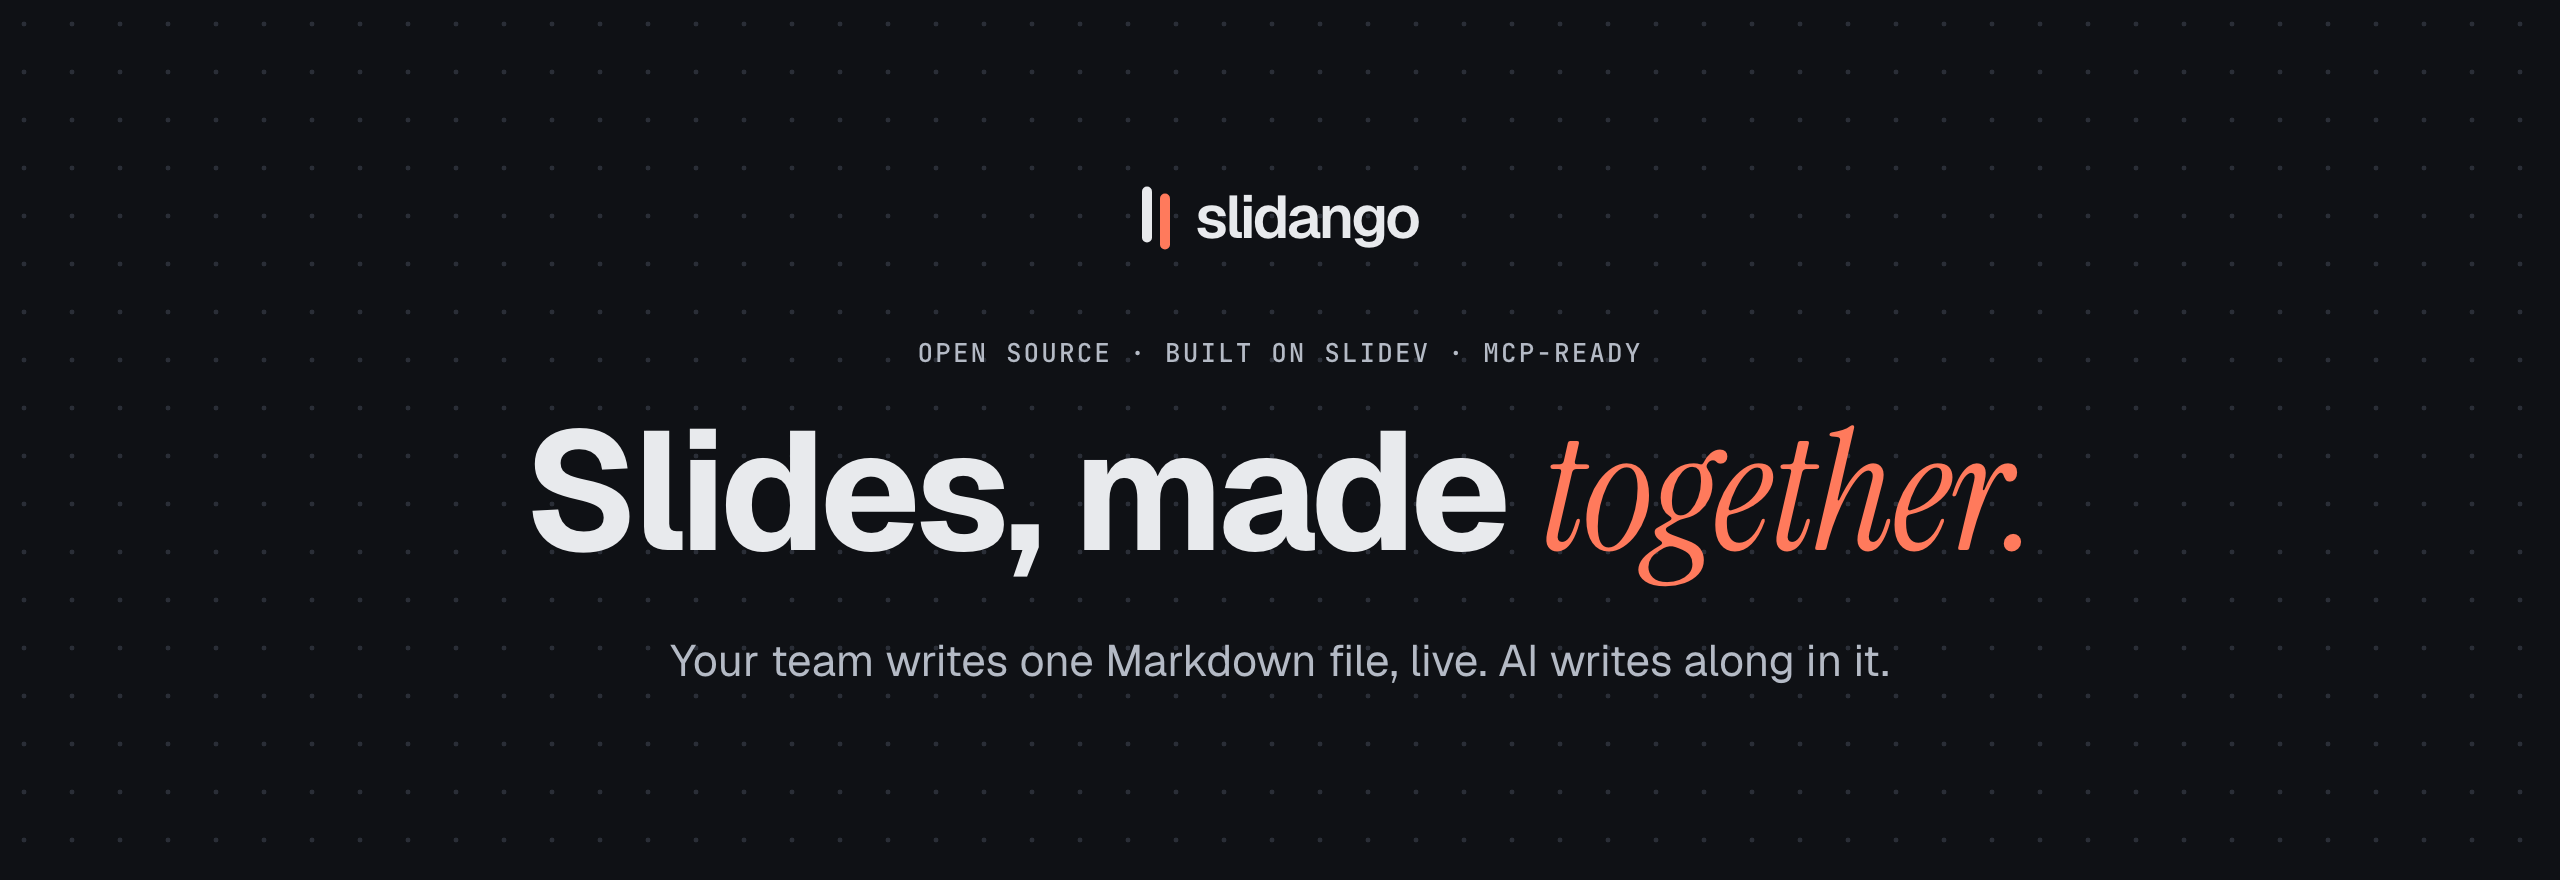 slidango
OPEN SOURCE · BUILT ON SLIDEV · MCP-READY
Slides, made together.
Your team writes one Markdown file, live. AI writes along in it.